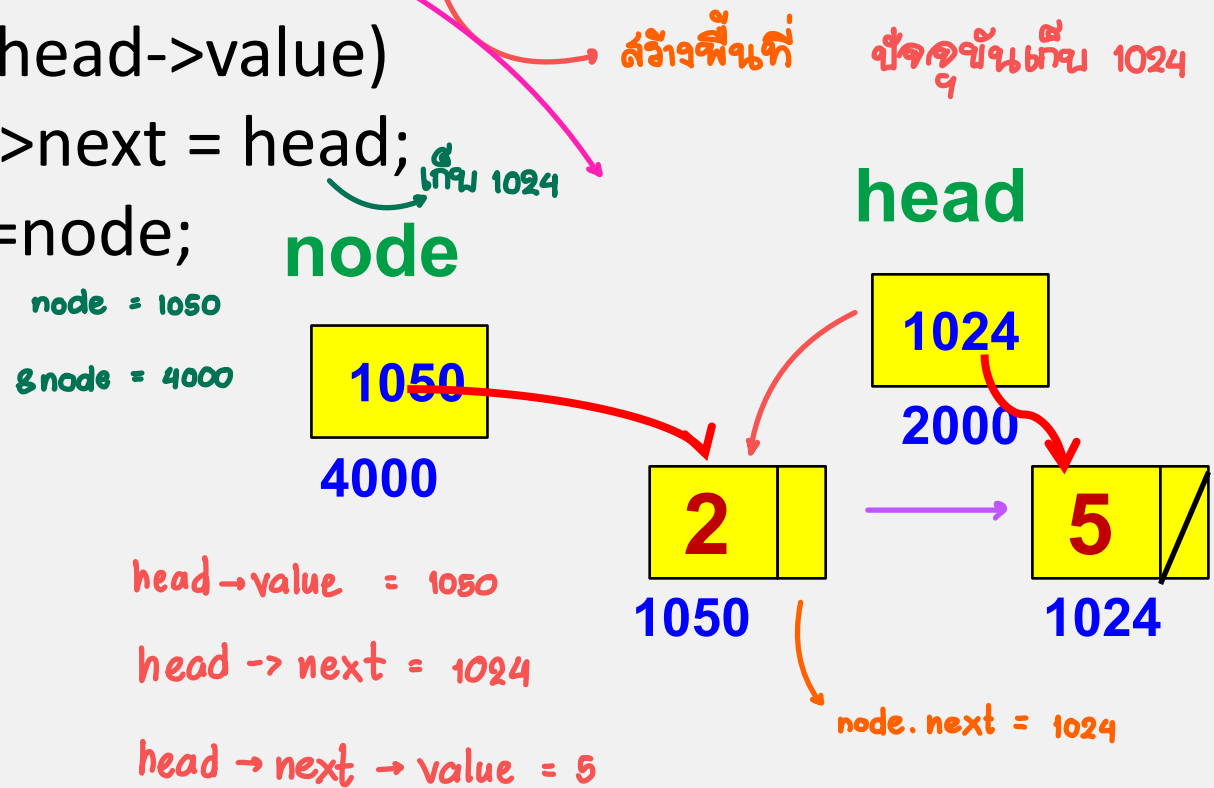 head->value)
สร้างพื้นที่ ปัจจุบันเก็บ 1024
>next = head;
เก็บ 1024
=node;
node
head
node = 1050
&node = 4000
1050
1024
4000
2000
2
5
1050
1024
head→value = 1050
head -> next = 1024
node.next = 1024
head → next → value = 5